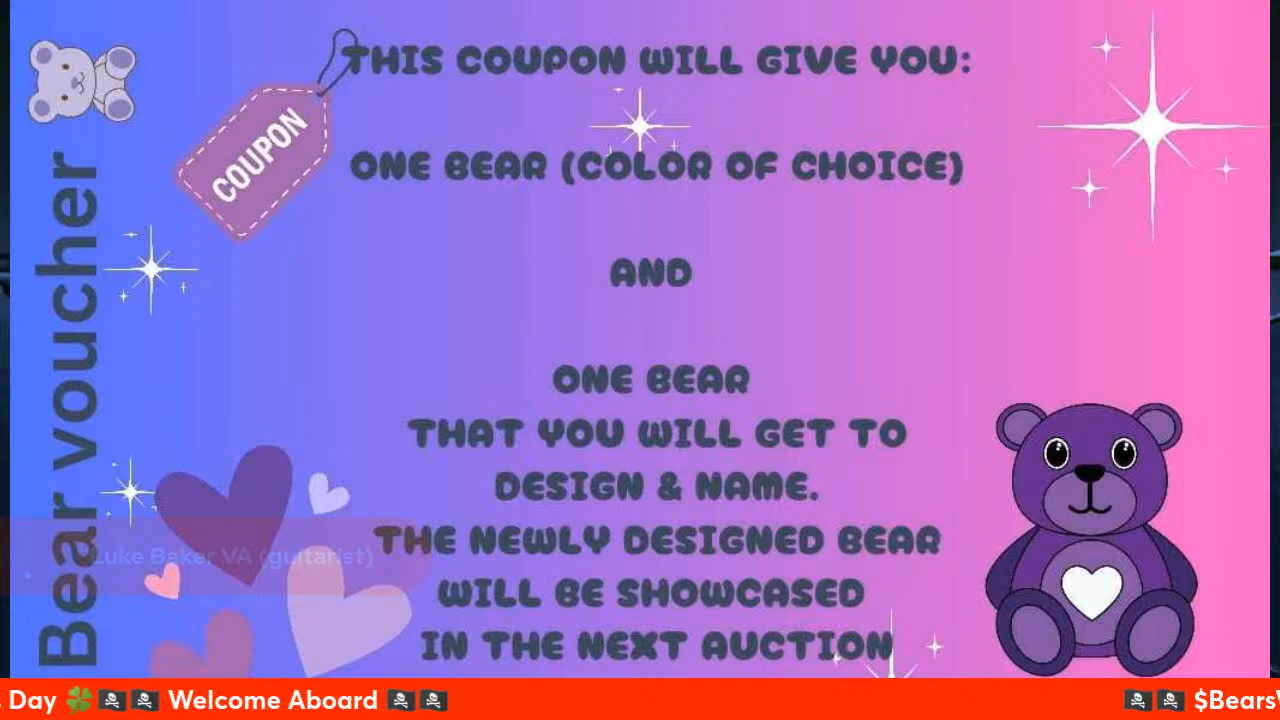 THIS COUPON WILL GIVE YOU:
COUPON
ONE BEAR (COLOR OF CHOICE)
AND
ONE BEAR
THAT YOU WILL GET TO
DESIGN & NAME.
THE NEWLY DESIGNED BEAR
WILL BE SHOWCASED
IN THE NEXT AUCTION
Bear voucher
Luke Baker VA (guitarist)
Day 🍀🏴‍☠️🏴‍☠️ Welcome Aboard 🏴‍☠️🏴‍☠️
🏴‍☠️🏴‍☠️ $Bears